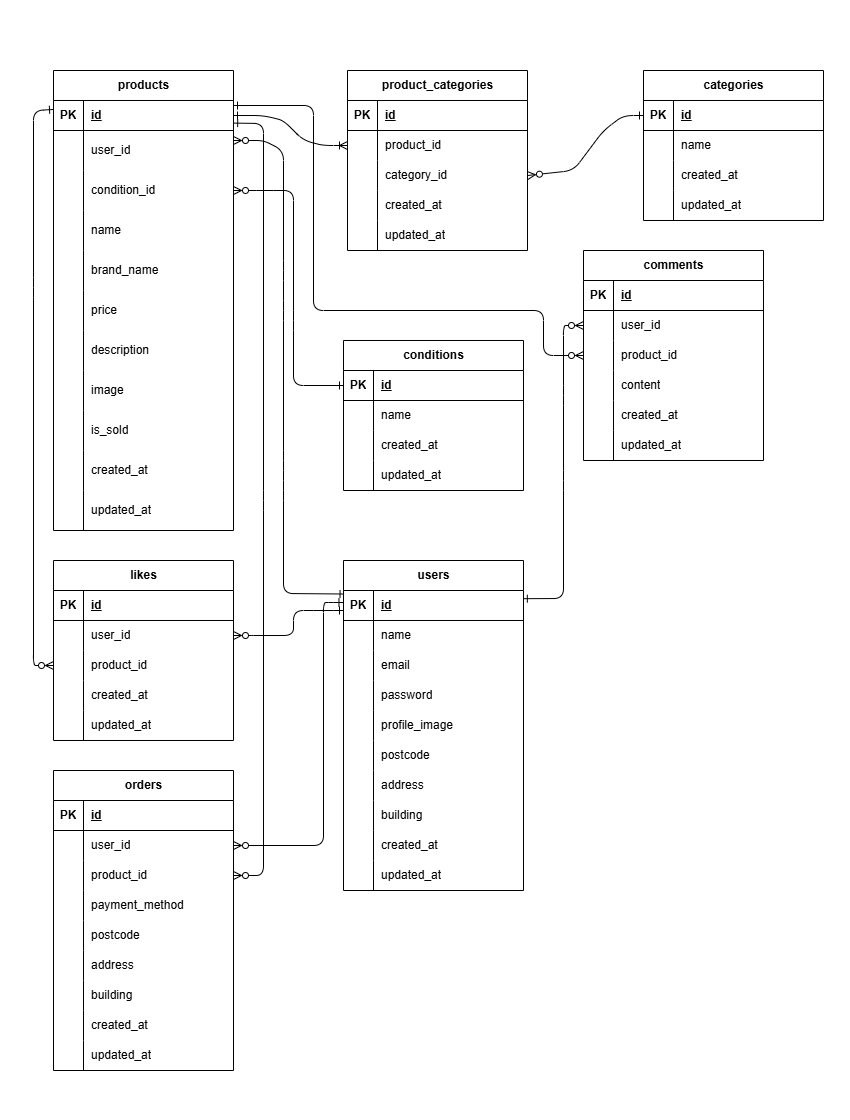 products
PK id
user_id
condition_id
name
brand_name
price
description
image
is_sold
created_at
updated_at
product_categories
PK id
product_id
category_id
created_at
updated_at
categories
PK id
name
created_at
updated_at
comments
PK id
user_id
product_id
content
created_at
updated_at
conditions
PK id
name
created_at
updated_at
likes
PK id
user_id
product_id
created_at
updated_at
users
PK id
name
email
password
profile_image
postcode
address
building
created_at
updated_at
orders
PK id
user_id
product_id
payment_method
postcode
address
building
created_at
updated_at